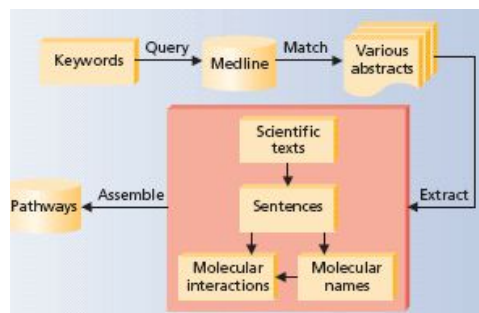 Keywords
Query
Medline
Match
Various
abstracts
Scientific
texts
Extract
Assemble
Pathways
Sentences
Molecular
interactions
Molecular
names